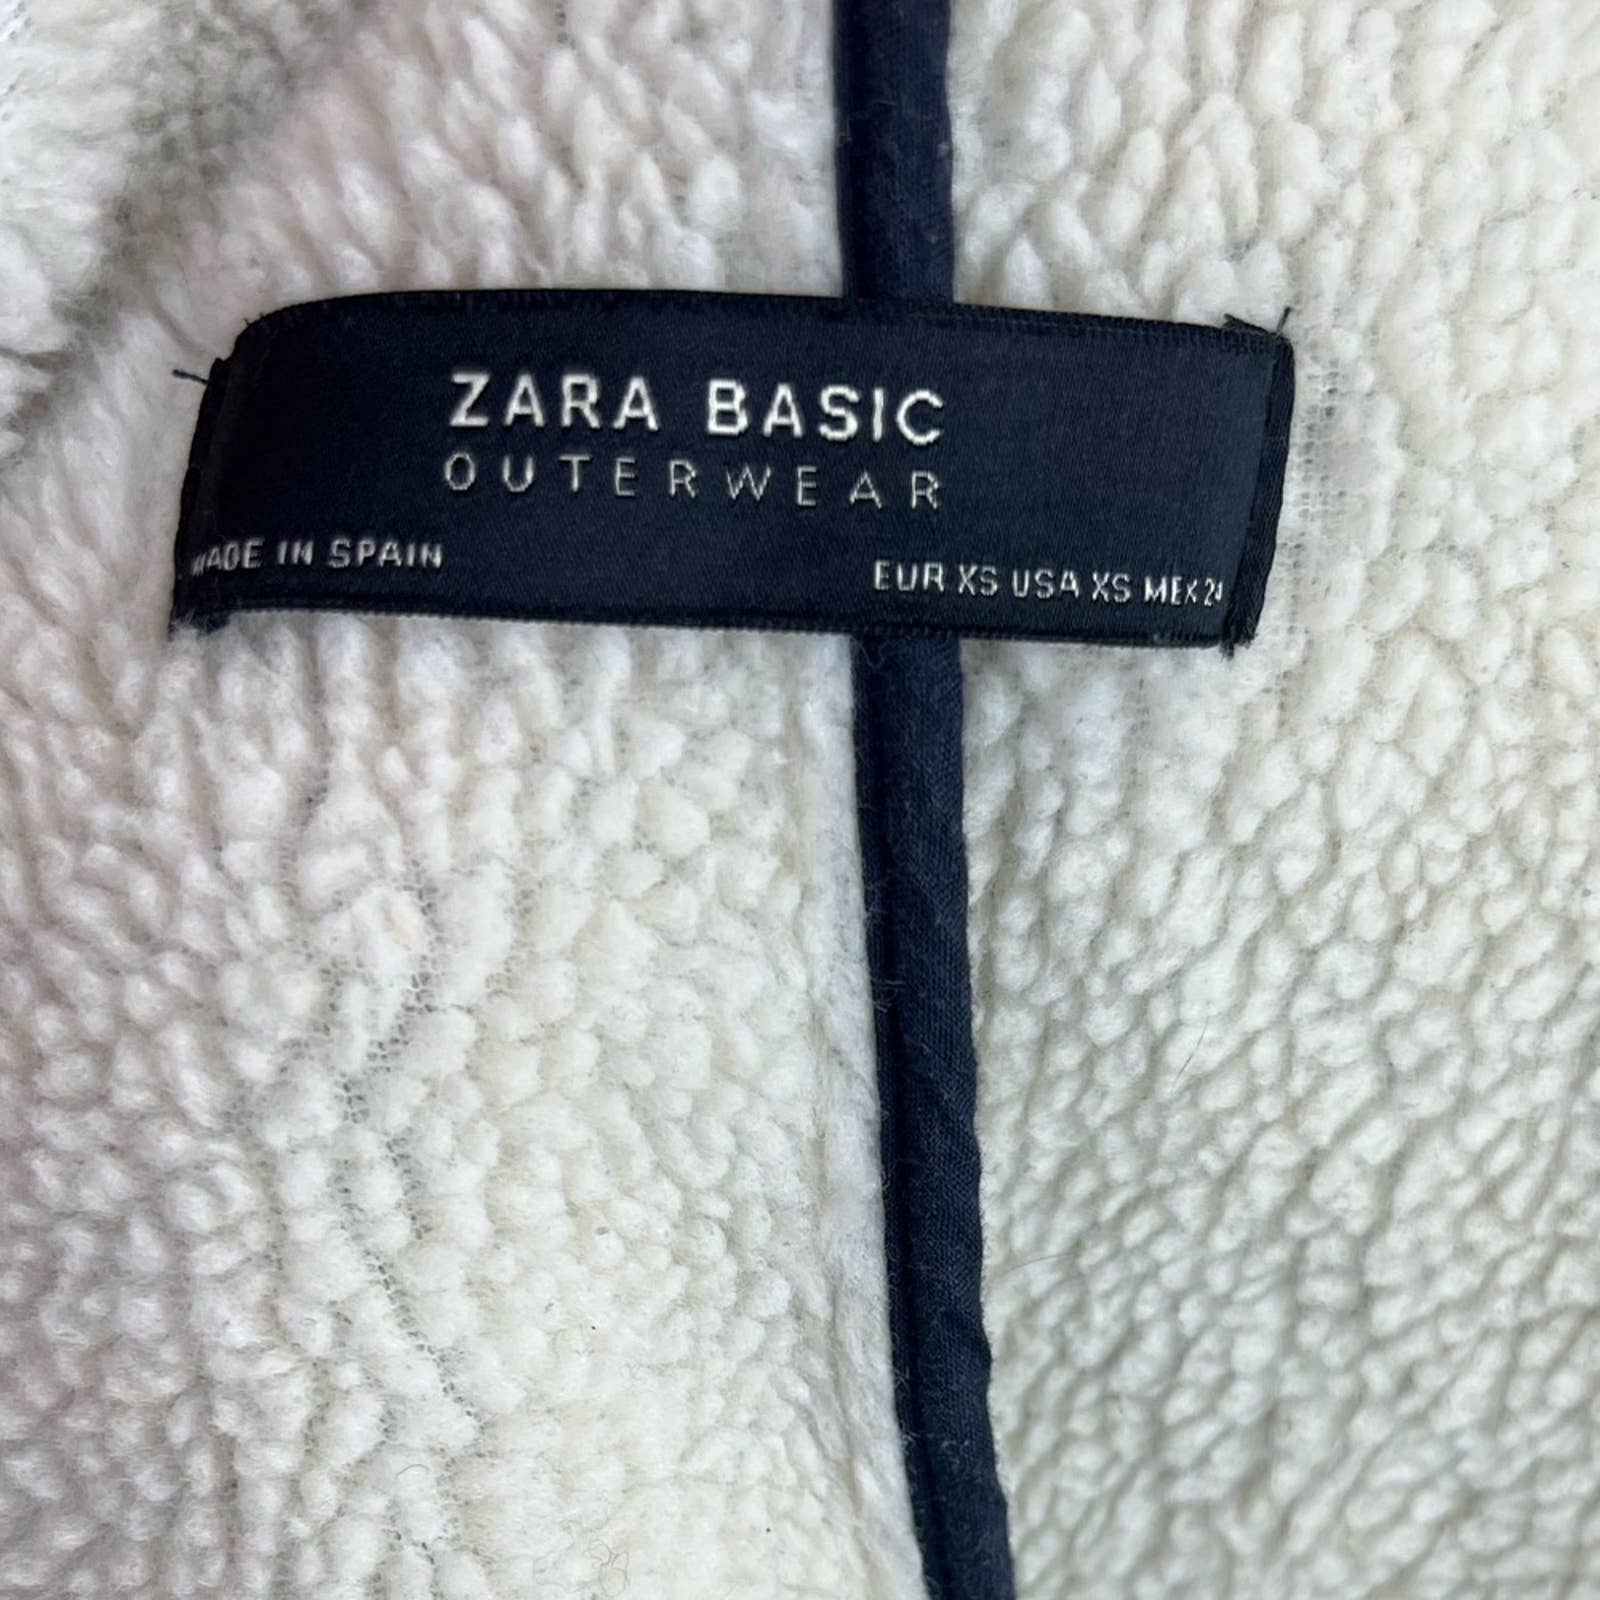 ZARA BASIC
OUTERWEAR
MADE IN SPAIN
EUR XS USA XS MEX 24